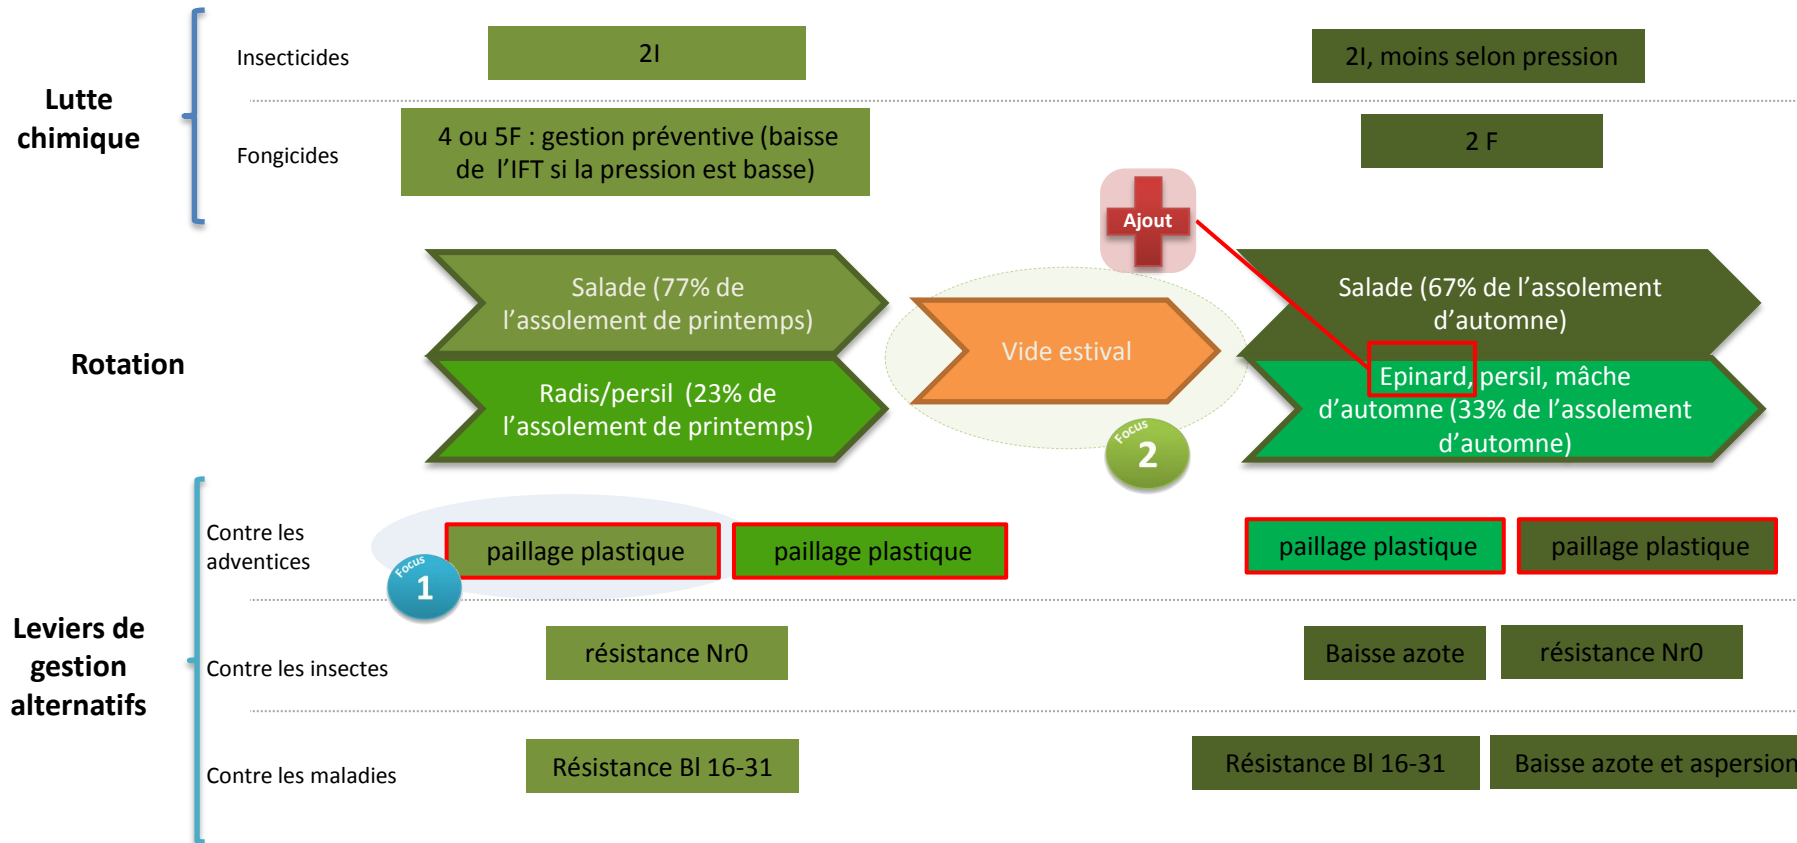 Lutte
chimique
Insecticides
2I
2I, moins selon pression
Fongicides
4 ou 5F : gestion préventive (baisse
de l’IFT si la pression est basse)
2 F
Ajout
Rotation
Salade (77% de
l’assolement de printemps)
Radis/persil (23% de
l’assolement de printemps)
Vide estival
Focus
2
Salade (67% de l’assolement
d’automne)
Epinard, persil, mâche
d’automne (33% de l’assolement
d’automne)
Leviers de
gestion
alternatifs
Contre les
adventices
Focus
1
paillage plastique
paillage plastique
paillage plastique
paillage plastique
Contre les insectes
résistance Nr0
Baisse azote
résistance Nr0
Contre les maladies
Résistance Bl 16-31
Résistance Bl 16-31
Baisse azote et aspersion